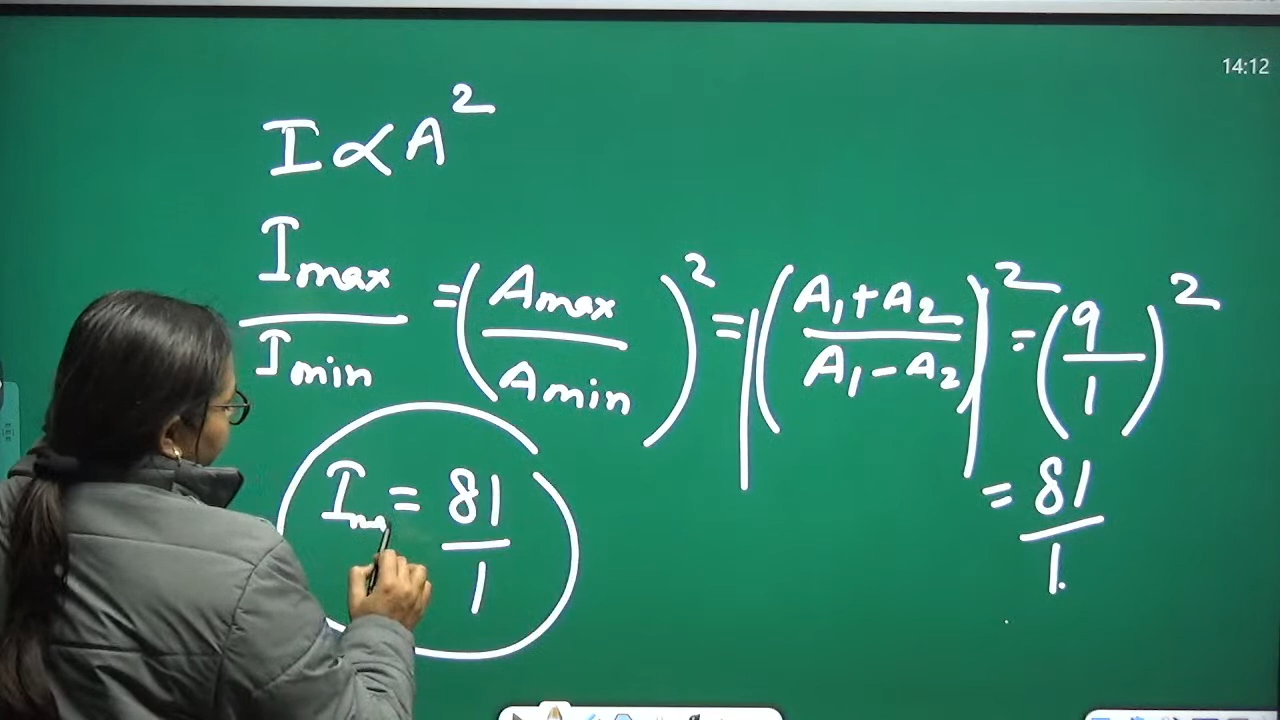 14:12
I ∝ A²
Imax / Imin = (Amax / Amin)² = |(A₁+A₂ / A₁-A₂)|² = (9 / 1)²
= 81 / 1
= 81 / 1